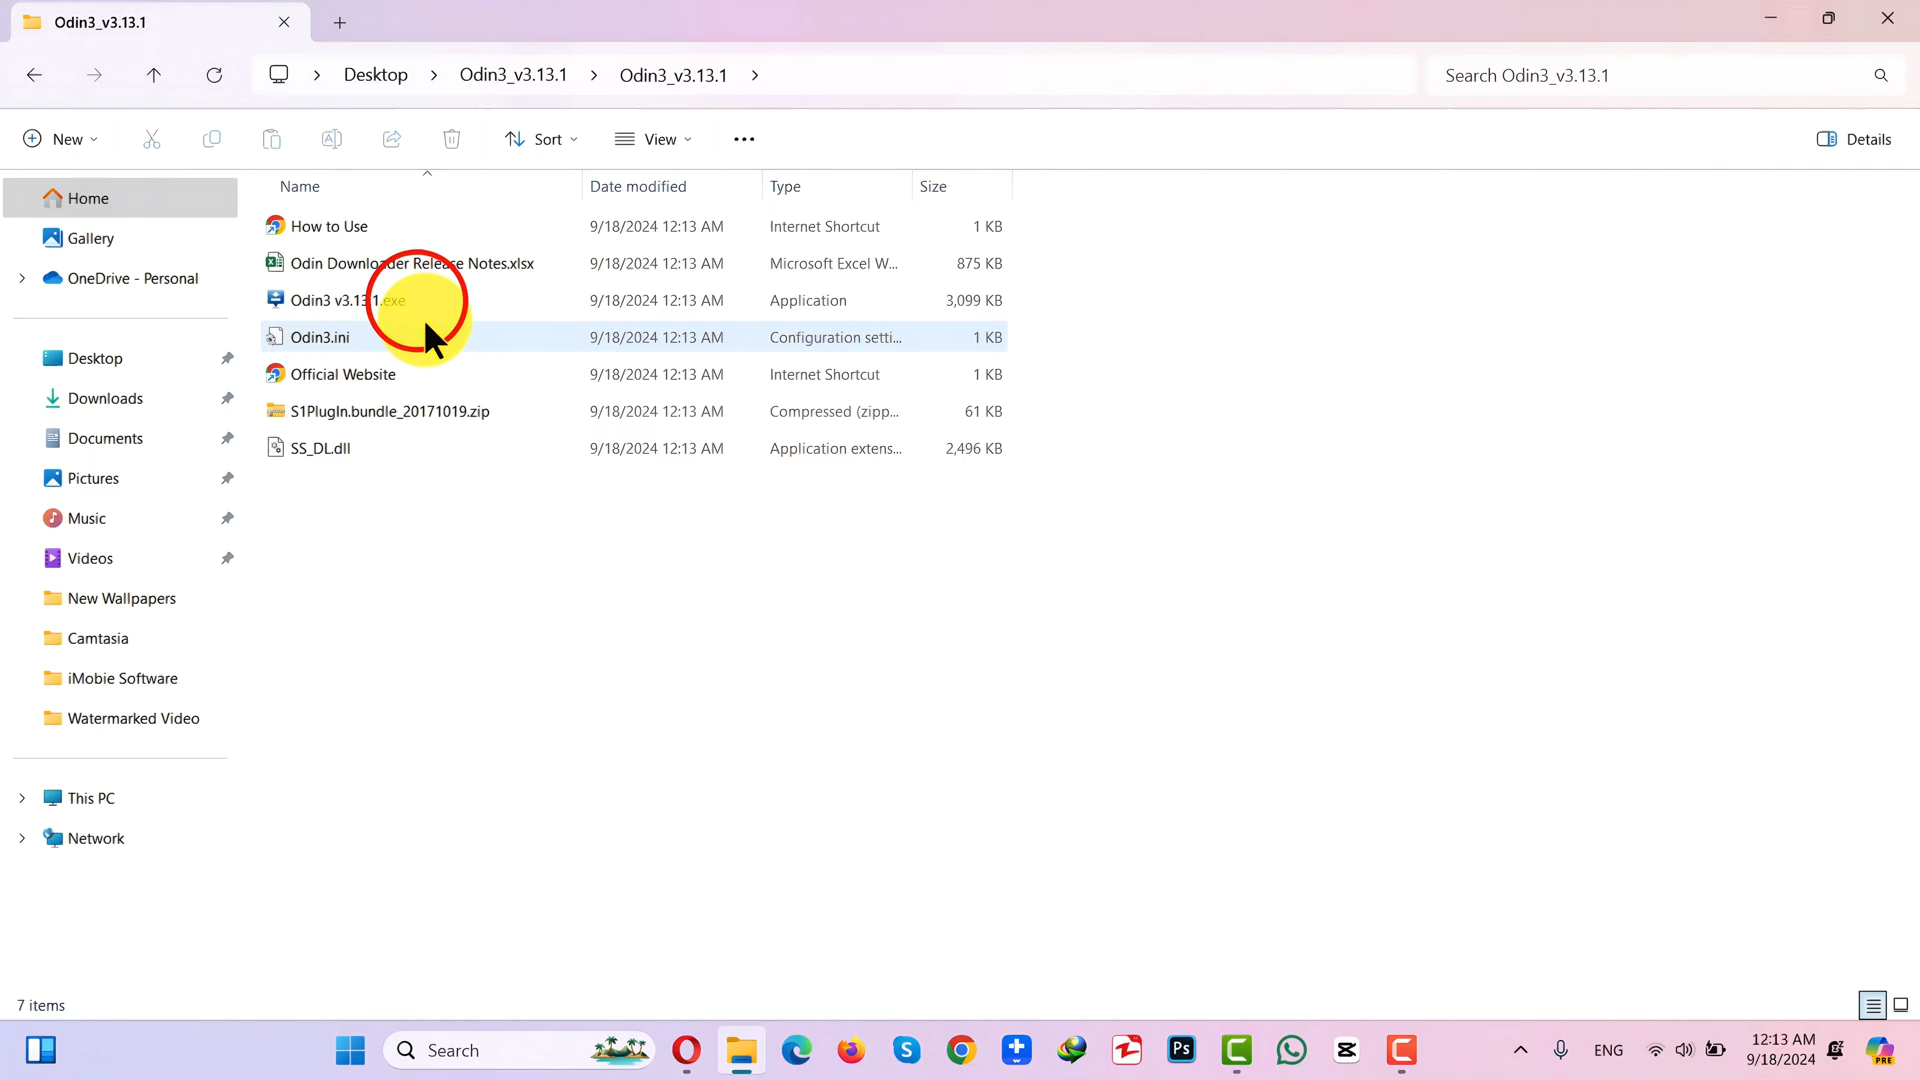 Odin3_v3.13.1
Desktop Odin3_v3.13.1 Odin3_v3.13.1 Search Odin3_v3.13.1
New Sort View Details
Name Date modified Type Size
Home
Gallery
OneDrive - Personal
Desktop
Downloads
Documents
Pictures
Music
Videos
New Wallpapers
Camtasia
iMobie Software
Watermarked Video
This PC
Network
How to Use 9/18/2024 12:13 AM Internet Shortcut 1 KB
Odin Downloader Release Notes.xlsx 9/18/2024 12:13 AM Microsoft Excel W... 875 KB
Odin3 v3.13.1.exe 9/18/2024 12:13 AM Application 3,099 KB
Odin3.ini 9/18/2024 12:13 AM Configuration setti... 1 KB
Official Website 9/18/2024 12:13 AM Internet Shortcut 1 KB
S1PlugIn.bundle_20171019.zip 9/18/2024 12:13 AM Compressed (zipp... 61 KB
SS_DL.dll 9/18/2024 12:13 AM Application extens... 2,496 KB
7 items
Search Ps ENG 12:13 AM
9/18/2024 PRE